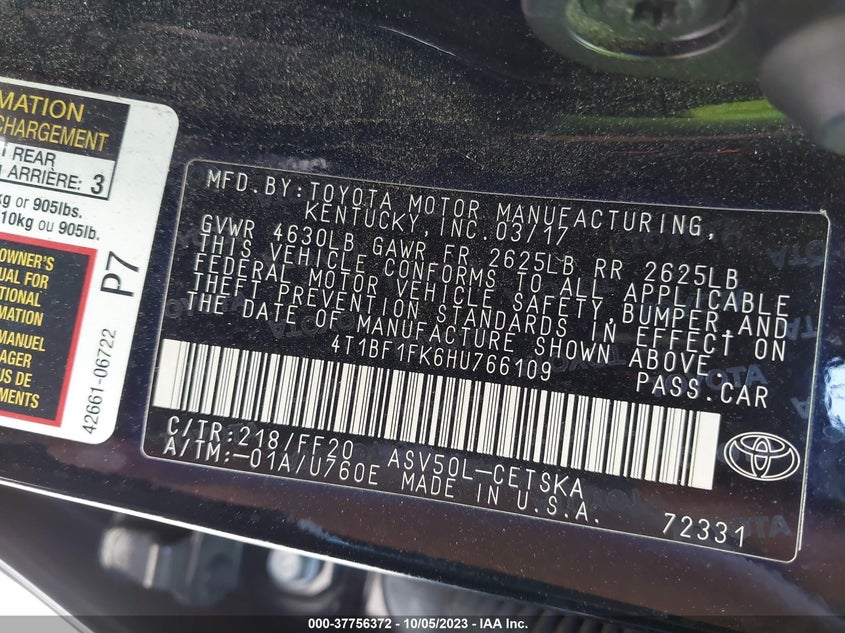 MATION
CHARGEMENT
REAR
ARRIÈRE: 3
kg or 905lbs.
10kg ou 905lb.
OWNER'S
UAL FOR
TIONAL
MATION
MANUEL
AGER
US DE
EMENTS
P7
42661-06722
MFD.BY:TOYOTA MOTOR MANUFACTURING,
KENTUCKY,INC.03/17
GVWR 4630LB GAWR FR 2625LB RR 2625LB
THIS VEHICLE CONFORMS TO ALL APPLICABLE
FEDERAL MOTOR VEHICLE SAFETY,BUMPER,AND
THEFT PREVENTION STANDARDS IN EFFECT ON
THE DATE OF MANUFACTURE SHOWN ABOVE.
4T1BF1FK6HU766109
PASS.CAR
C/TR:218/FF20 ASV50L-CETSKA
A/TM:-01A/U760E MADE IN U.S.A.
72331
000-37756372 - 10/05/2023 - IAA Inc.